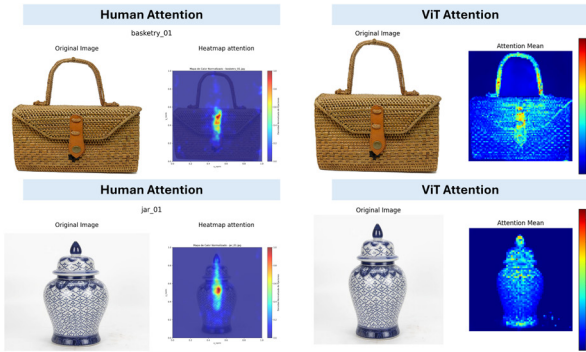 Human Attention
ViT Attention
basketry_01
Original Image
Heatmap attention
Original Image
Attention Mean
Human Attention
ViT Attention
jar_01
Original Image
Heatmap attention
Original Image
Attention Mean